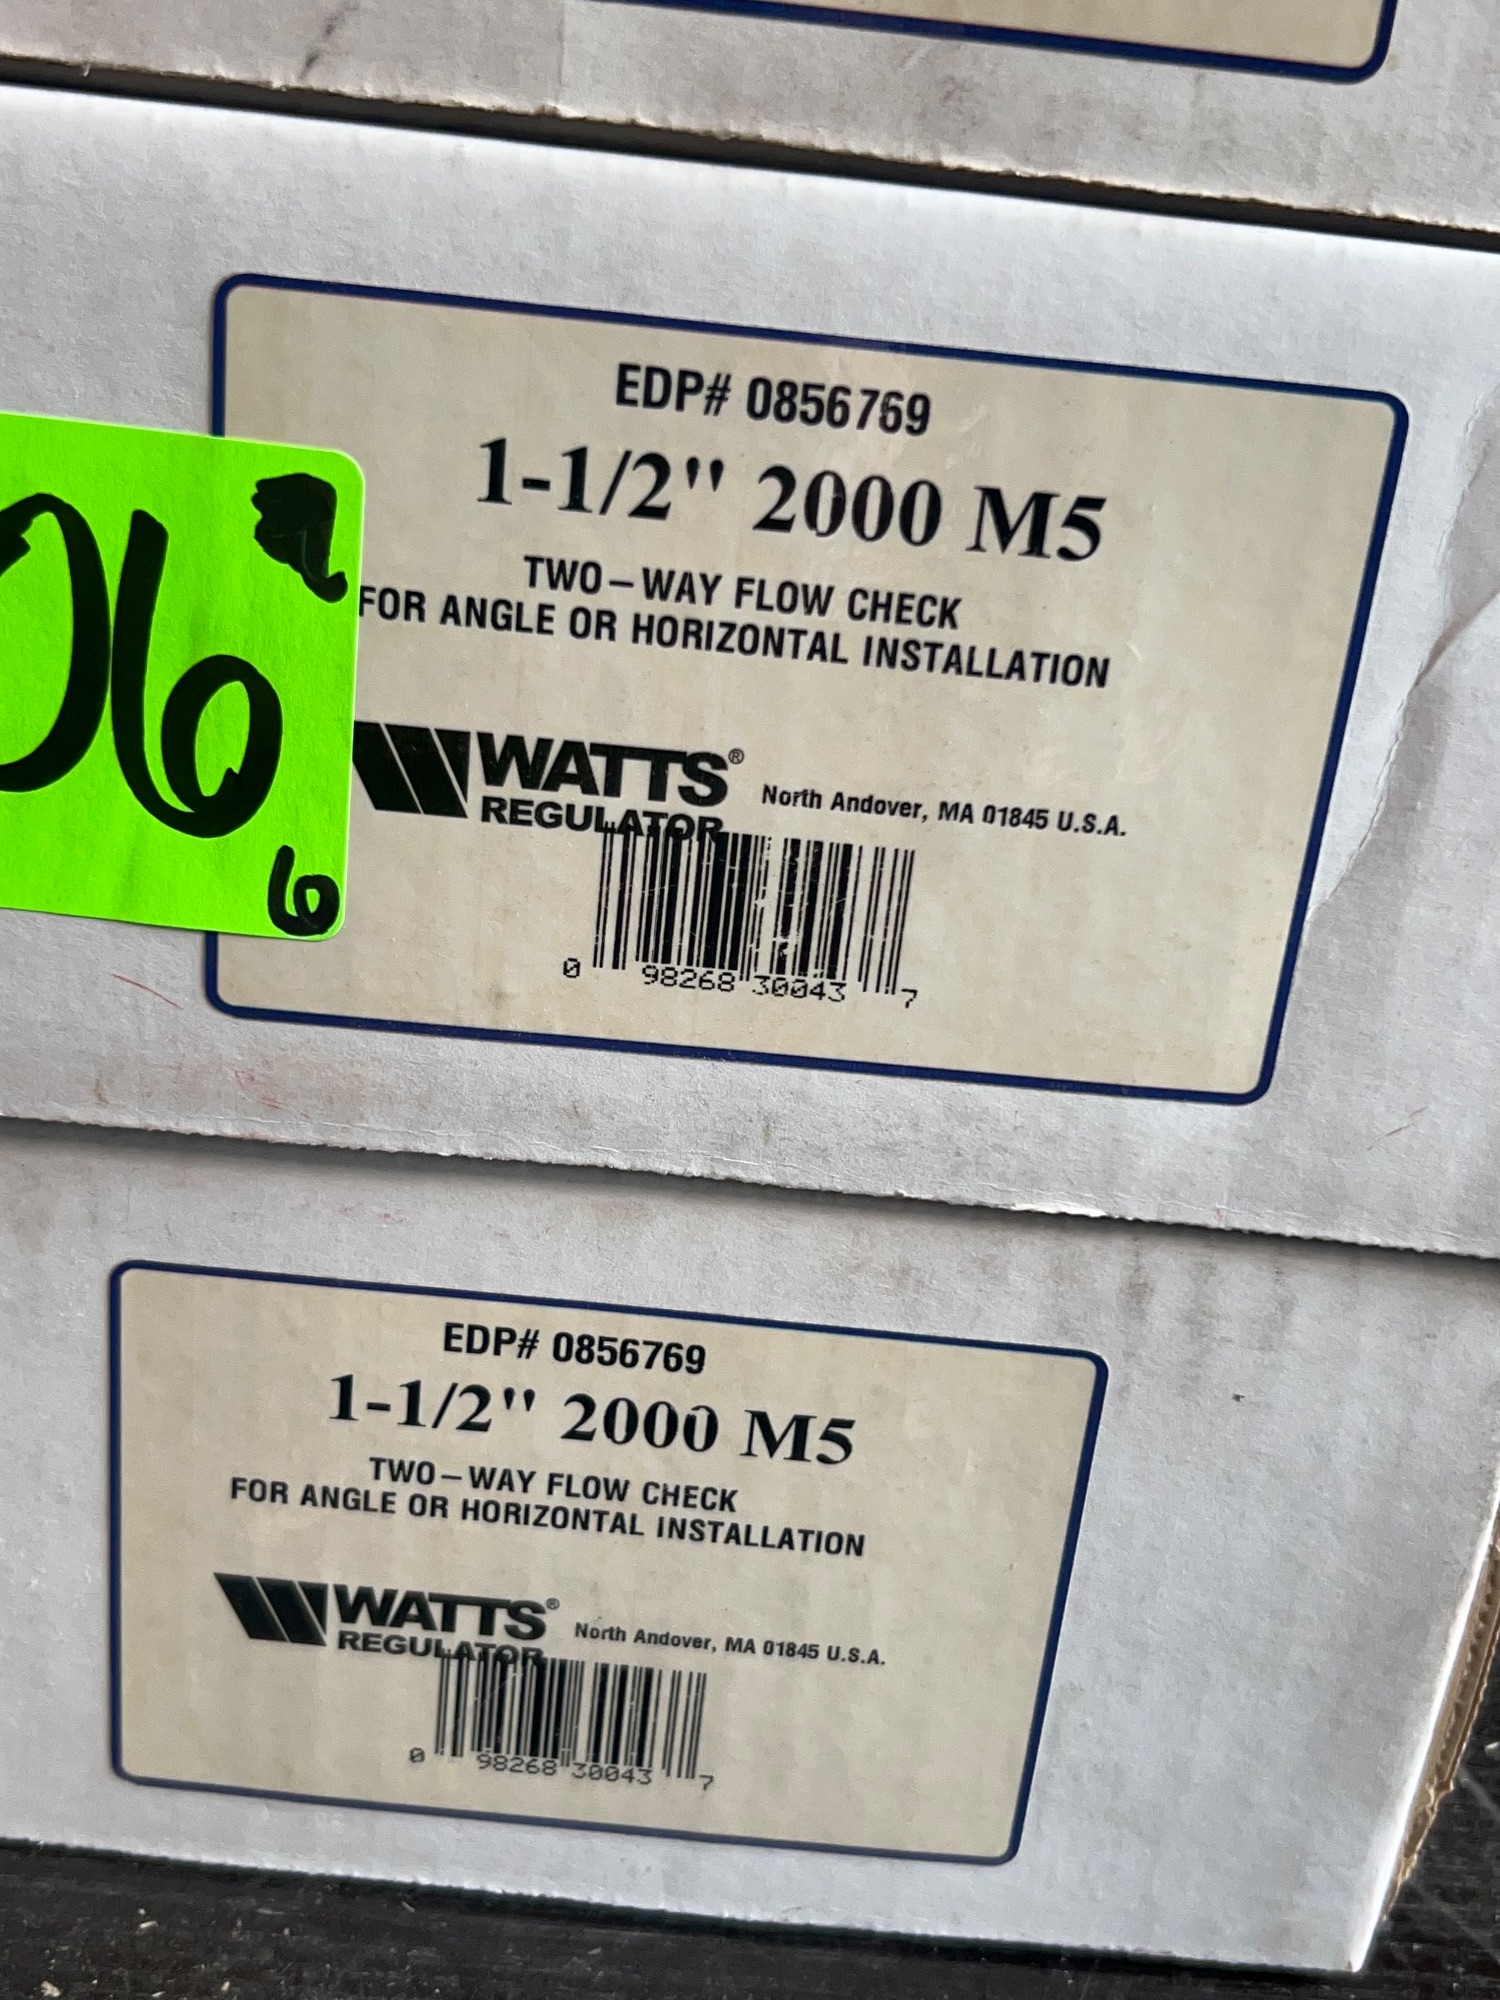 EDP# 0856769
1-1/2" 2000 M5
TWO-WAY FLOW CHECK
FOR ANGLE OR HORIZONTAL INSTALLATION
WATTS®
REGULATOR
North Andover, MA 01845 U.S.A.
0 98268 30043 7
06
6
EDP# 0856769
1-1/2" 2000 M5
TWO-WAY FLOW CHECK
FOR ANGLE OR HORIZONTAL INSTALLATION
WATTS®
REGULATOR
North Andover, MA 01845 U.S.A.
0 98268 30043 7